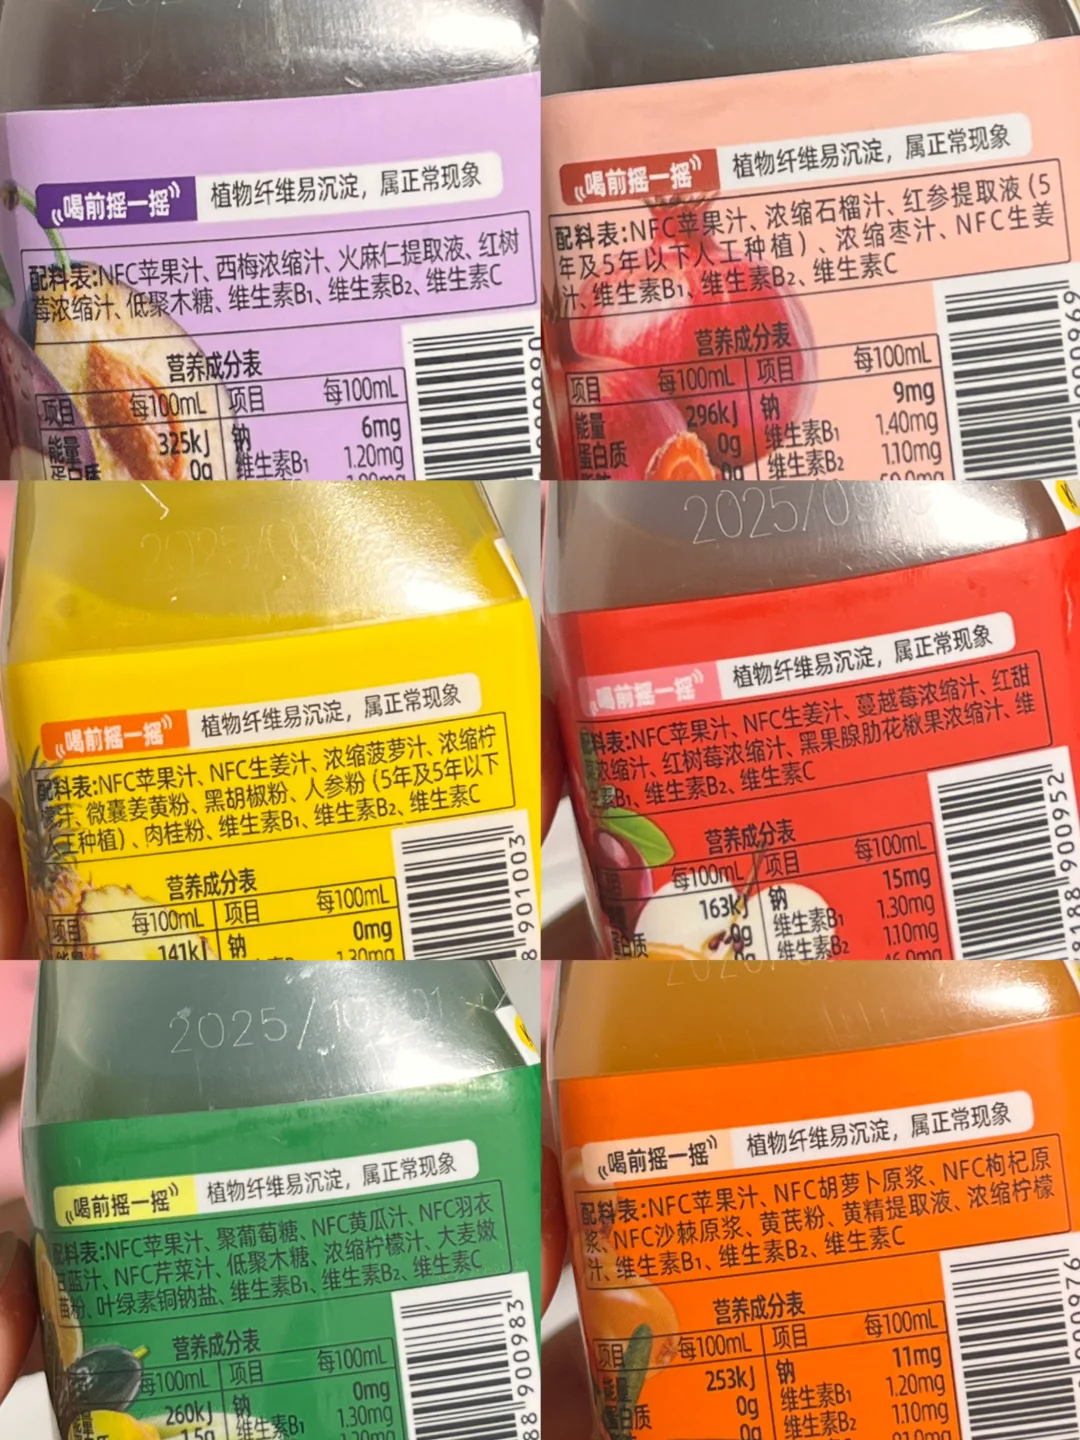 喝前摇一摇 植物纤维易沉淀，属正常现象
配料表:NFC苹果汁、西梅浓缩汁、火麻仁提取液、红树
莓浓缩汁、低聚木糖、维生素B₁、维生素B₂、维生素C
营养成分表
项目 每100mL 项目 每100mL
能量 325kJ 钠 6mg
蛋白质 0g 维生素B₁ 1.20mg
喝前摇一摇 植物纤维易沉淀，属正常现象
配料表:NFC苹果汁、浓缩石榴汁、红参提取液（5
年及5年以下人工种植）、浓缩枣汁、NFC生姜
汁、维生素B₁、维生素B₂、维生素C
营养成分表
项目 每100mL 项目 每100mL
能量 296kJ 钠 9mg
蛋白质 0g 维生素B₁ 1.40mg
0g 维生素B₂ 1.10mg
喝前摇一摇 植物纤维易沉淀，属正常现象
配料表:NFC苹果汁、NFC生姜汁、浓缩菠萝汁、浓缩柠
檬汁、微囊姜黄粉、黑胡椒粉、人参粉（5年及5年以下
人工种植）、肉桂粉、维生素B₁、维生素B₂、维生素C
营养成分表
项目 每100mL 项目 每100mL
能量 141kJ 钠 0mg
1.30mg
8 901003
2025/09
喝前摇一摇 植物纤维易沉淀，属正常现象
配料表:NFC苹果汁、NFC生姜汁、蔓越莓浓缩汁、红甜
浓缩汁、红树莓浓缩汁、黑果腺肋花楸果浓缩汁、维
生素B₁、维生素B₂、维生素C
营养成分表
每100mL 项目 每100mL
163kJ 钠 15mg
蛋白质 0g 维生素B₁ 1.30mg
维生素B₂ 1.10mg
8188 900952
2025/10/01
喝前摇一摇 植物纤维易沉淀，属正常现象
配料表:NFC苹果汁、聚葡萄糖、NFC黄瓜汁、NFC羽衣
甘蓝汁、NFC芹菜汁、低聚木糖、浓缩柠檬汁、大麦嫩
苗粉、叶绿素铜钠盐、维生素B₁、维生素B₂、维生素C
营养成分表
每100mL 项目 每100mL
能量 260kJ 钠 0mg
1.5g 维生素B₁ 1.30mg
88 900983
喝前摇一摇 植物纤维易沉淀，属正常现象
配料表:NFC苹果汁、NFC胡萝卜原浆、NFC枸杞原
浆、NFC沙棘原浆、黄芪粉、黄精提取液、浓缩柠檬
汁、维生素B₁、维生素B₂、维生素C
营养成分表
项目 每100mL 项目 每100mL
能量 253kJ 钠 11mg
蛋白质 0g 维生素B₁ 1.20mg
0g 维生素B₂ 1.10mg